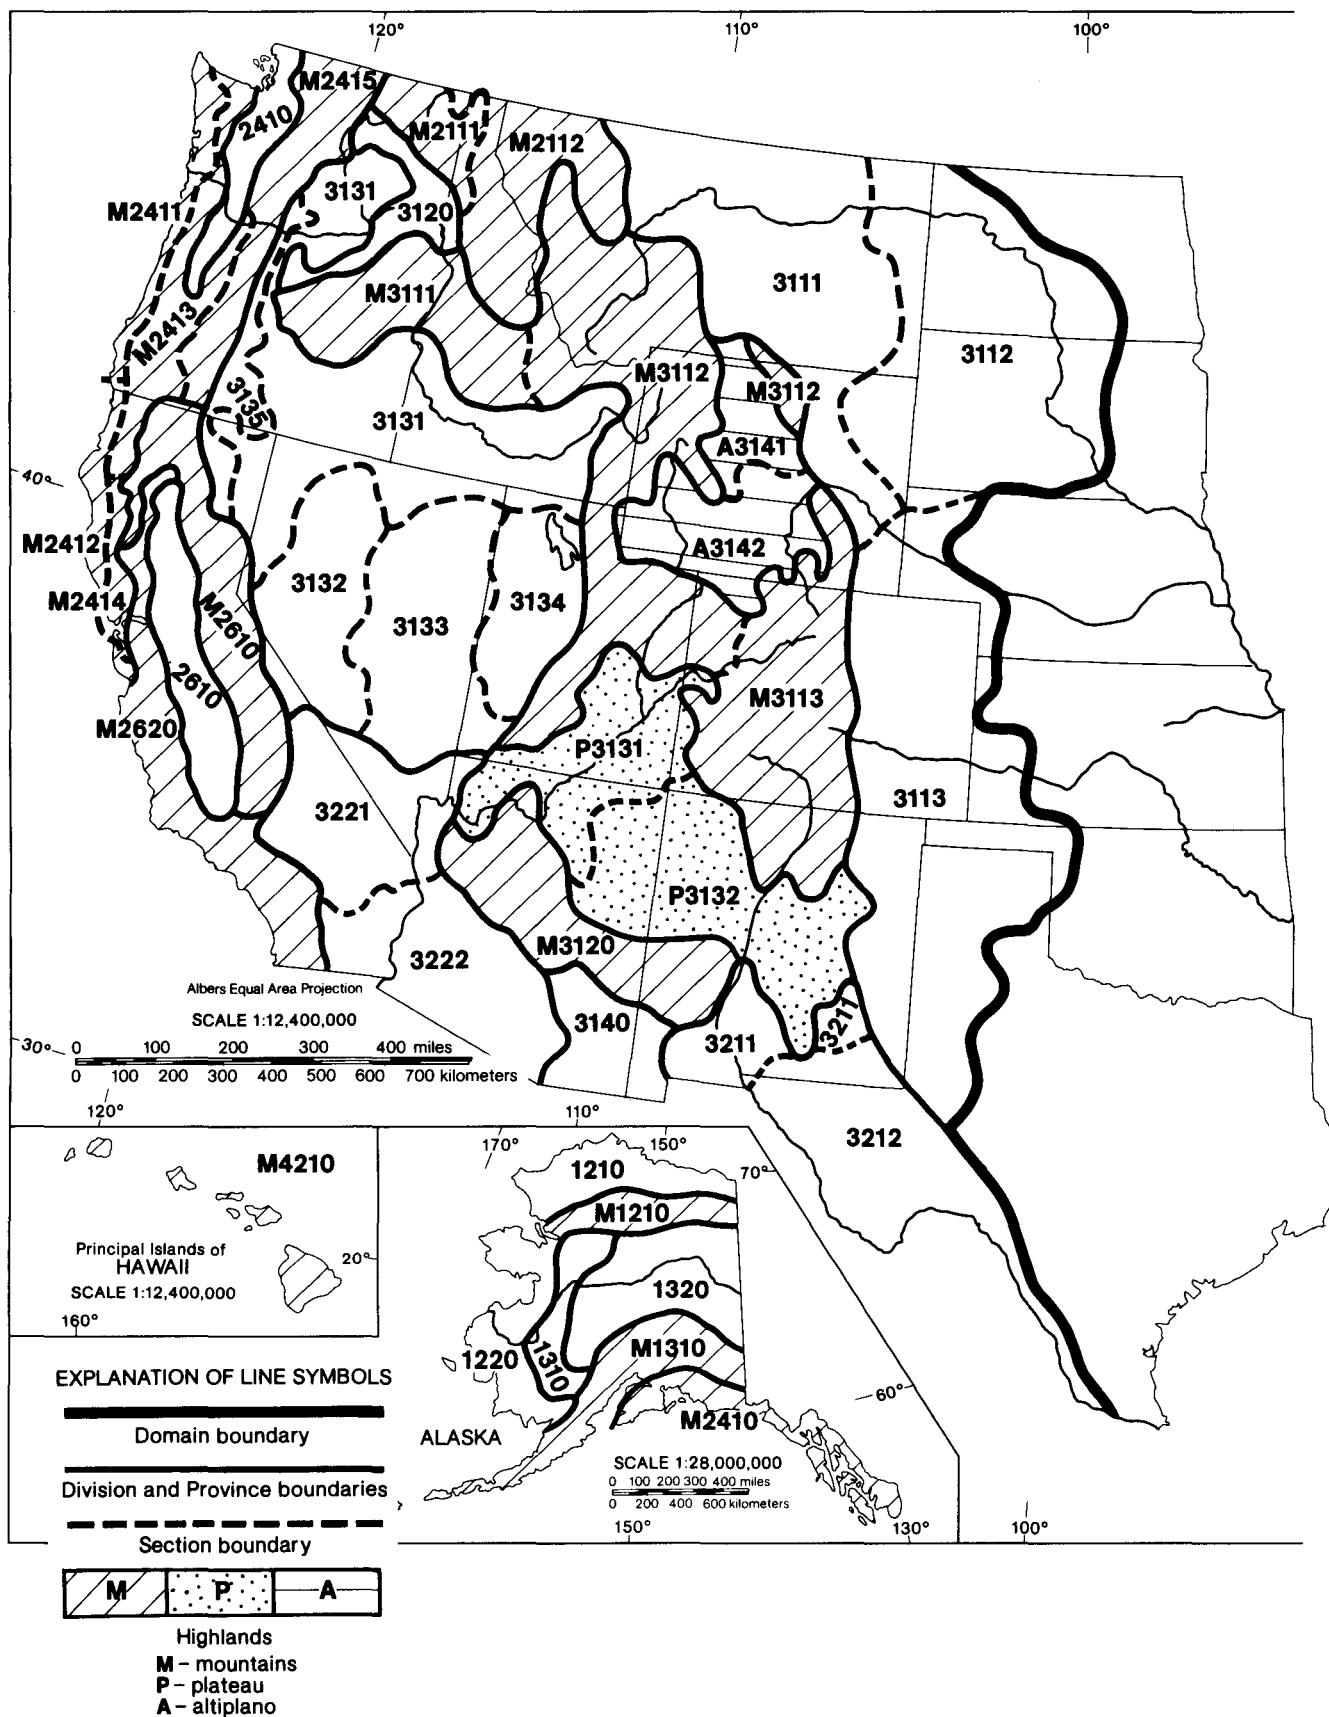 120°
110°
100°
M2415
2410
M2111
M2112
3131
3120
M2411
M3111
3111
M2413
3112
M3112
M3112
3135
3131
A3141
40°
M2412
A3142
3132
3134
M2414
3133
M2610
2610
M3113
M2620
P3131
3113
3221
P3132
M3120
3222
Albers Equal Area Projection
SCALE 1:12,400,000
3140
3211
3211
30°
0 100 200 300 400 miles
0 100 200 300 400 500 600 700 kilometers
120°
110°
3212
M4210
Principal Islands of
HAWAII
SCALE 1:12,400,000
20°
160°
170°
150°
70°
1210
M1210
1320
1220
1310
M1310
60°
M2410
ALASKA
SCALE 1:28,000,000
0 100 200 300 400 miles
0 200 400 600 kilometers
150°
130°
100°
EXPLANATION OF LINE SYMBOLS
Domain boundary
Division and Province boundaries
Section boundary
M P A
Highlands
M – mountains
P – plateau
A – altiplano